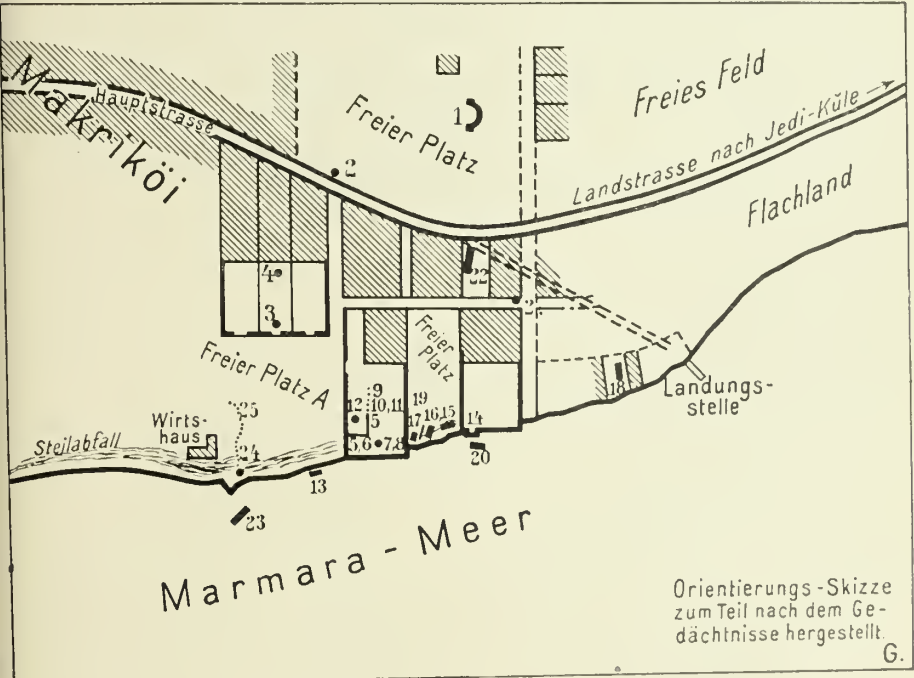 Makriköi
Hauptstrasse
Freier Platz
1
Freies Feld
Landstrasse nach Jedi-Küle
Flachland
2
22
4
3
2.
Freier Platz A
Freier
Platz
9
12 10,11
5
5,6 7,8
19
17 16,15
14
20
18
Landungs-
stelle
25
Wirts-
haus
Steilabfall
24
13
23
Marmara-Meer
Orientierungs-Skizze
zum Teil nach dem Ge-
dächtnisse hergestellt.
G.